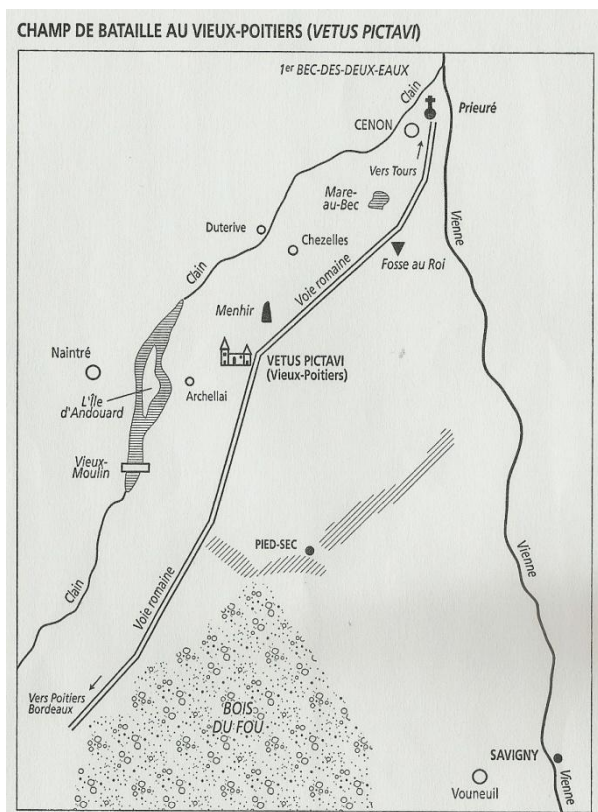 CHAMP DE BATAILLE AU VIEUX-POITIERS (VETUS PICTAVI)
1er BEC-DES-DEUX-EAUX
Clain
Prieuré
CENON
Vers Tours
Mare-
au-Bec
Vienne
Duterive
Chezelles
Voie romaine
Fosse au Roi
Clain
Menhir
Naintré
VETUS PICTAVI
(Vieux-Poitiers)
L'Île
d'Andouard
Archellai
Vieux-
Moulin
PIED-SEC
Vienne
Clain
Voie romaine
Vers Poitiers
Bordeaux
BOIS
DU FOU
SAVIGNY
Vouneuil
Vienne